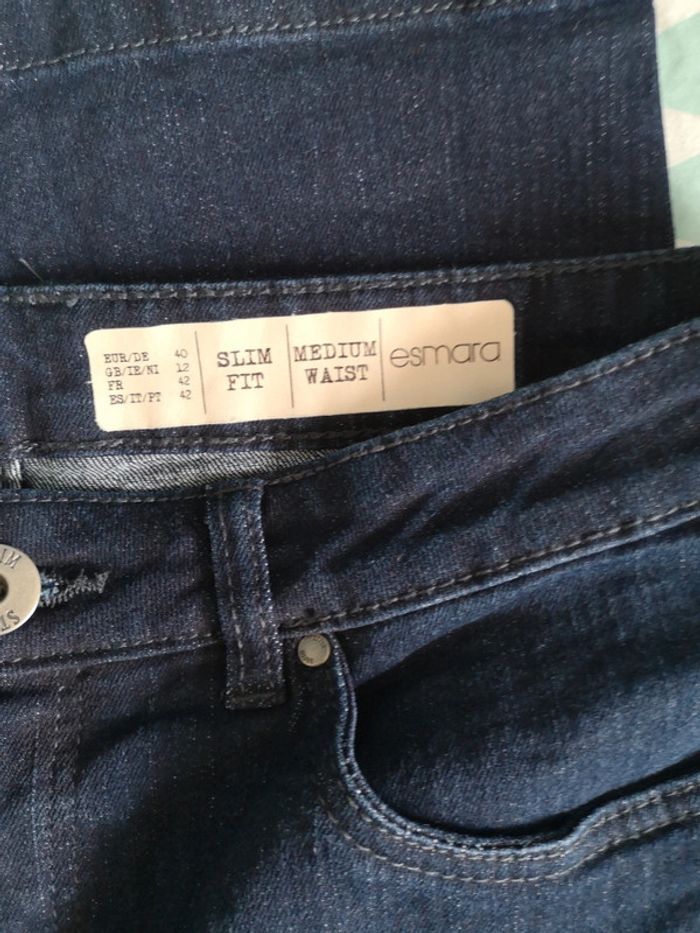 EUR/DE 40
GB/IE/NI 12
FR 42
ES/IT/PT 42
SLIM
FIT
MEDIUM
WAIST
esmara